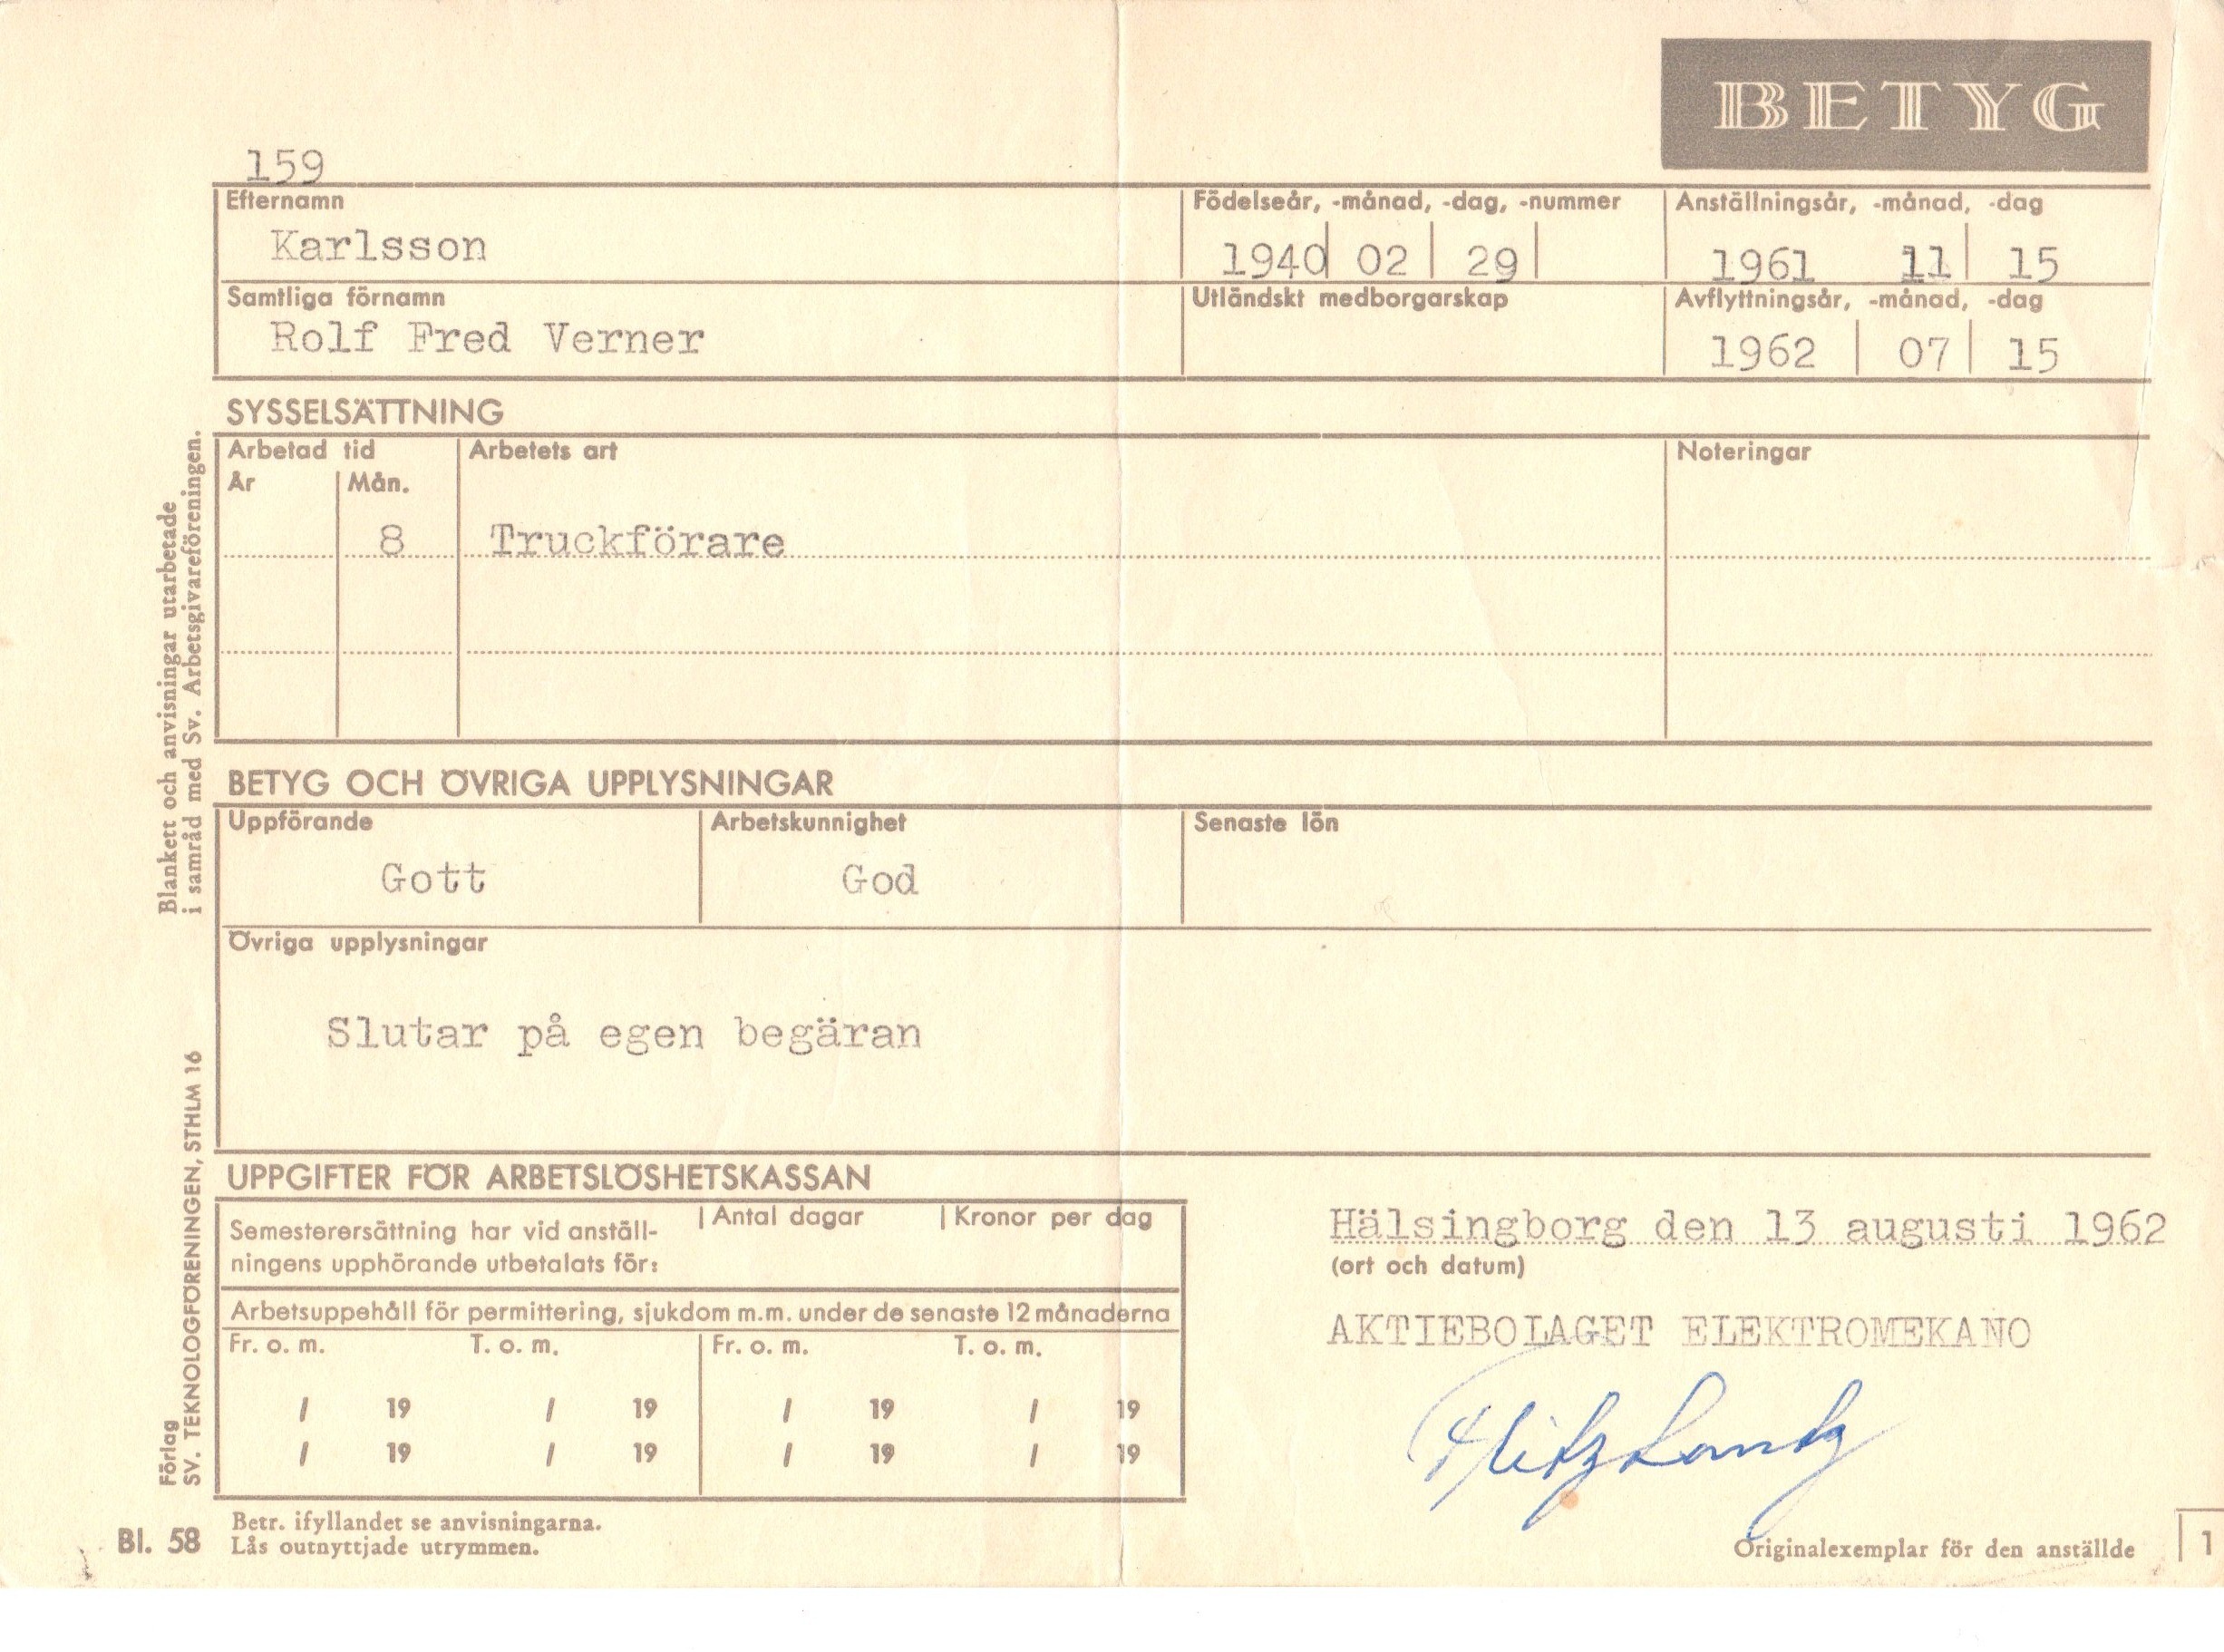 BETYG
159
Efternamn
Karlsson
Födelseår, -månad, -dag, -nummer
1940 02 29
Anställningsår, -månad, -dag
1961 11 15
Samtliga förnamn
Rolf Fred Verner
Utländskt medborgarskap
Avflyttningsår, -månad, -dag
1962 07 15
SYSSELSÄTTNING
Arbetad tid
År Mån.
Arbetets art
Noteringar
8 Truckförare
BETYG OCH ÖVRIGA UPPLYSNINGAR
Uppförande
Gott
Arbetskunnighet
God
Senaste lön
Övriga upplysningar
Slutar på egen begäran
UPPGIFTER FÖR ARBETSLÖSHETSKASSAN
Semesterersättning har vid anställ-
ningens upphörande utbetalats för:
Antal dagar
Kronor per dag
Arbetsuppehåll för permittering, sjukdom m.m. under de senaste 12 månaderna
Fr. o. m. T. o. m. Fr. o. m. T. o. m.
/ 19 / 19 / 19 / 19
/ 19 / 19 / 19 / 19
Hälsingborg den 13 augusti 1962
(ort och datum)
AKTIEBOLAGET ELEKTROMEKANO
Betr. ifyllandet se anvisningarna.
Bl. 58 Lås outnyttjade utrymmen.
Originalexemplar för den anställde 1
Blankett och anvisningar utarbetade
i samråd med Sv. Arbetsgivareföreningen.
Förlag
SV. TEKNOLOGFÖRENINGEN, STHLM 16